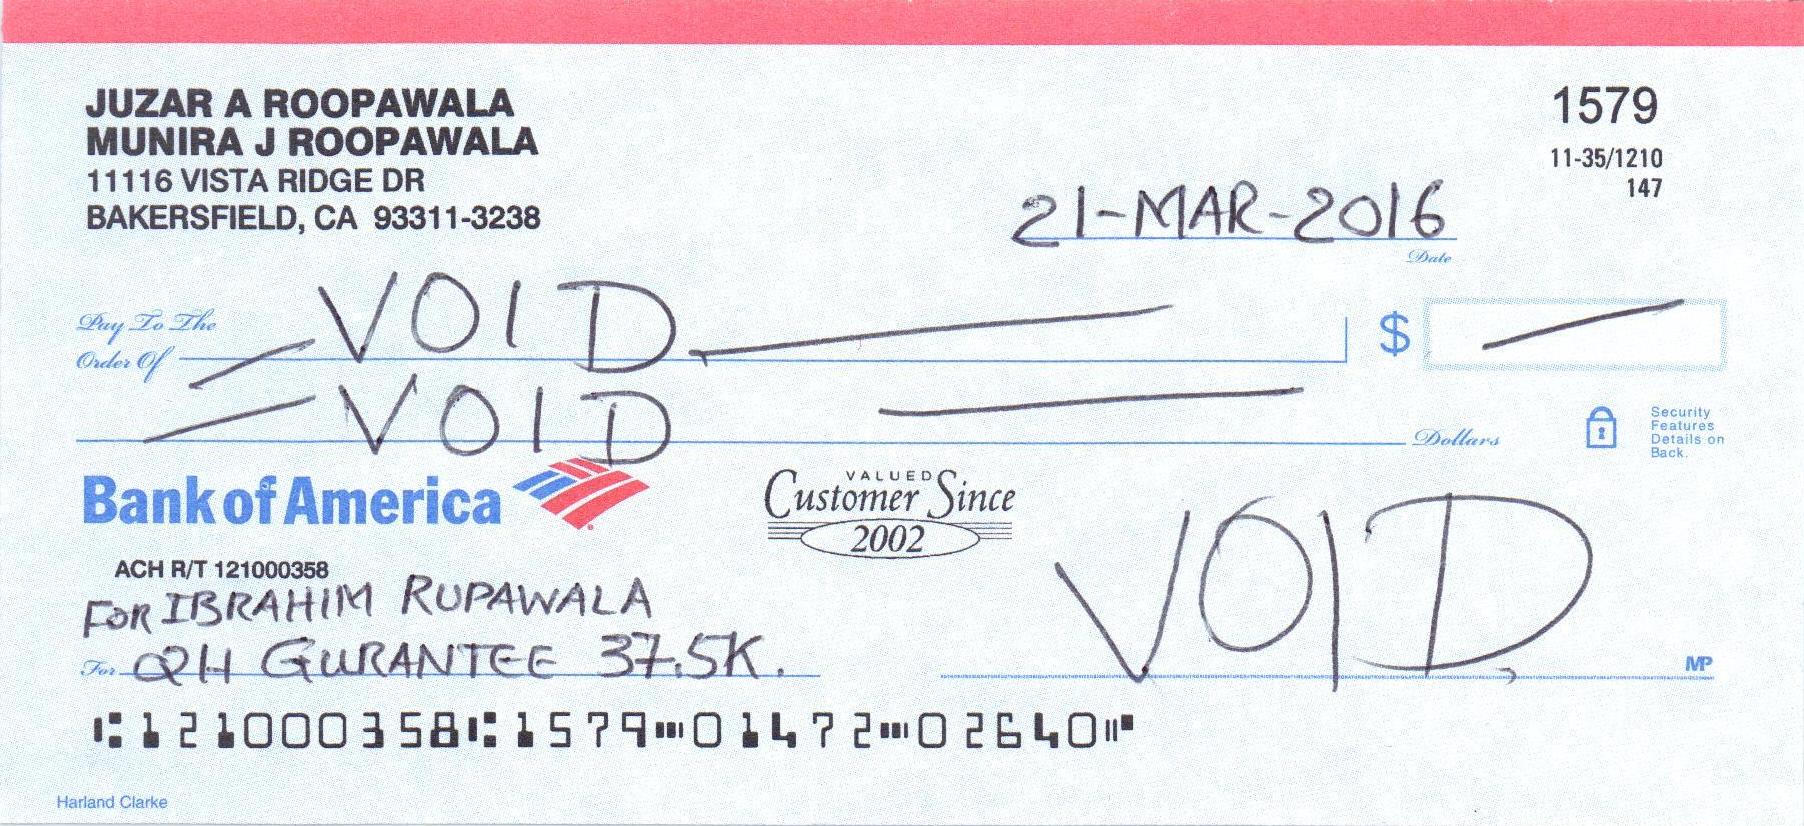 JUZAR A ROOPAWALA
MUNIRA J ROOPAWALA
11116 VISTA RIDGE DR
BAKERSFIELD, CA 93311-3238
1579
11-35/1210
147
21-MAR-2016
Date
Pay To The
Order Of VOID
$
VOID
Dollars
Security
Features
Details on
Back.
Bank of America
VALUED
Customer Since
2002
ACH R/T 121000358
FOR IBRAHIM RUPAWALA
For QH GURANTEE 37.5K.
VOID
MP
⑆121000358⑆1579⑉01472⑉02640⑈
Harland Clarke